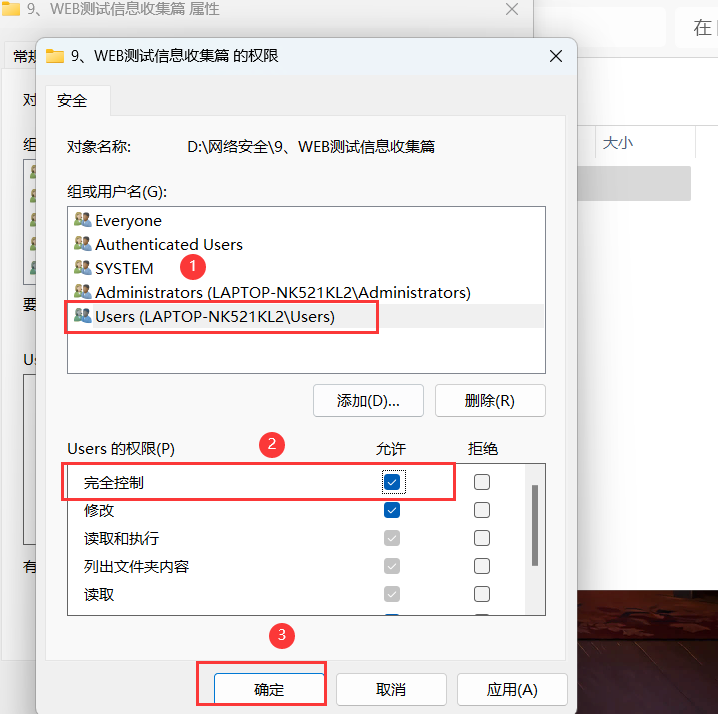 9、WEB测试信息收集篇 属性
在
常规
9、WEB测试信息收集篇 的权限
安全
对象名称: D:\网络安全\9、WEB测试信息收集篇
大小
组或用户名(G):
Everyone
Authenticated Users
SYSTEM
1
Administrators (LAPTOP-NK521KL2\Administrators)
Users (LAPTOP-NK521KL2\Users)
要
添加(D)... 删除(R)
Users 的权限(P) 2 允许 拒绝
完全控制
修改
读取和执行
列出文件夹内容
读取
有
3
确定 取消 应用(A)